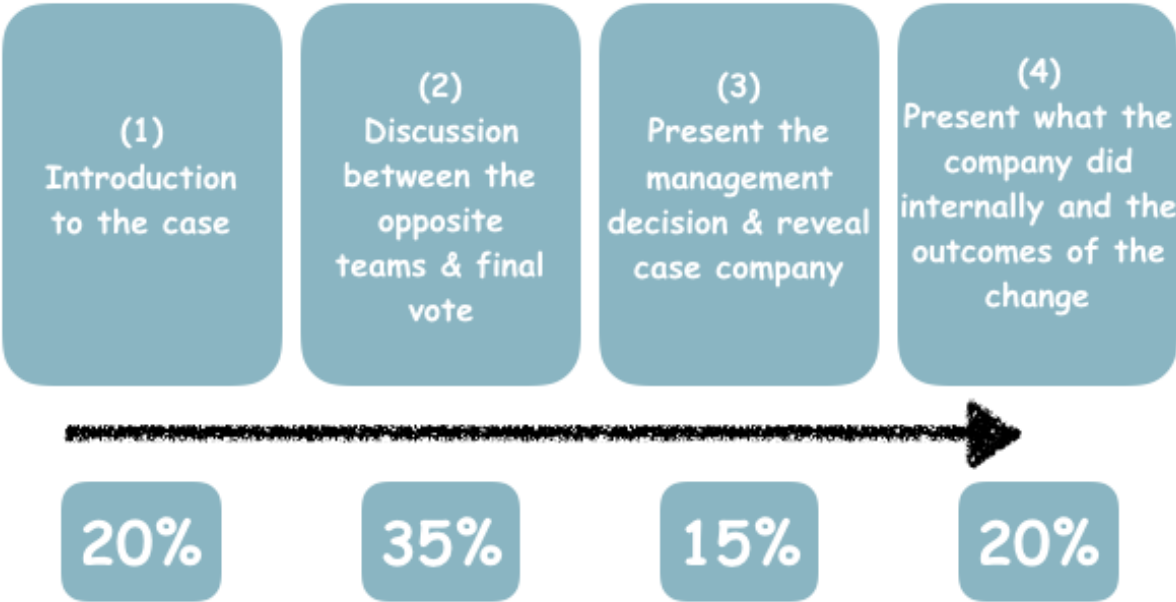 (1)
Introduction
to the case
(2)
Discussion
between the
opposite
teams & final
vote
(3)
Present the
management
decision & reveal
case company
(4)
Present what the
company did
internally and the
outcomes of the
change
20%
35%
15%
20%